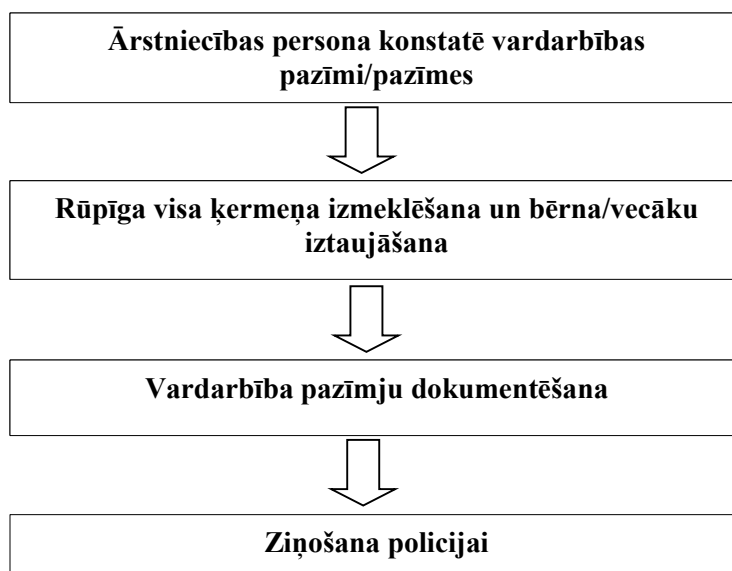 Ārstniecības persona konstatē vardarbības
pazīmi/pazīmes
Rūpīga visa ķermeņa izmeklēšana un bērna/vecāku
iztaujāšana
Vardarbība pazīmju dokumentēšana
Ziņošana policijai